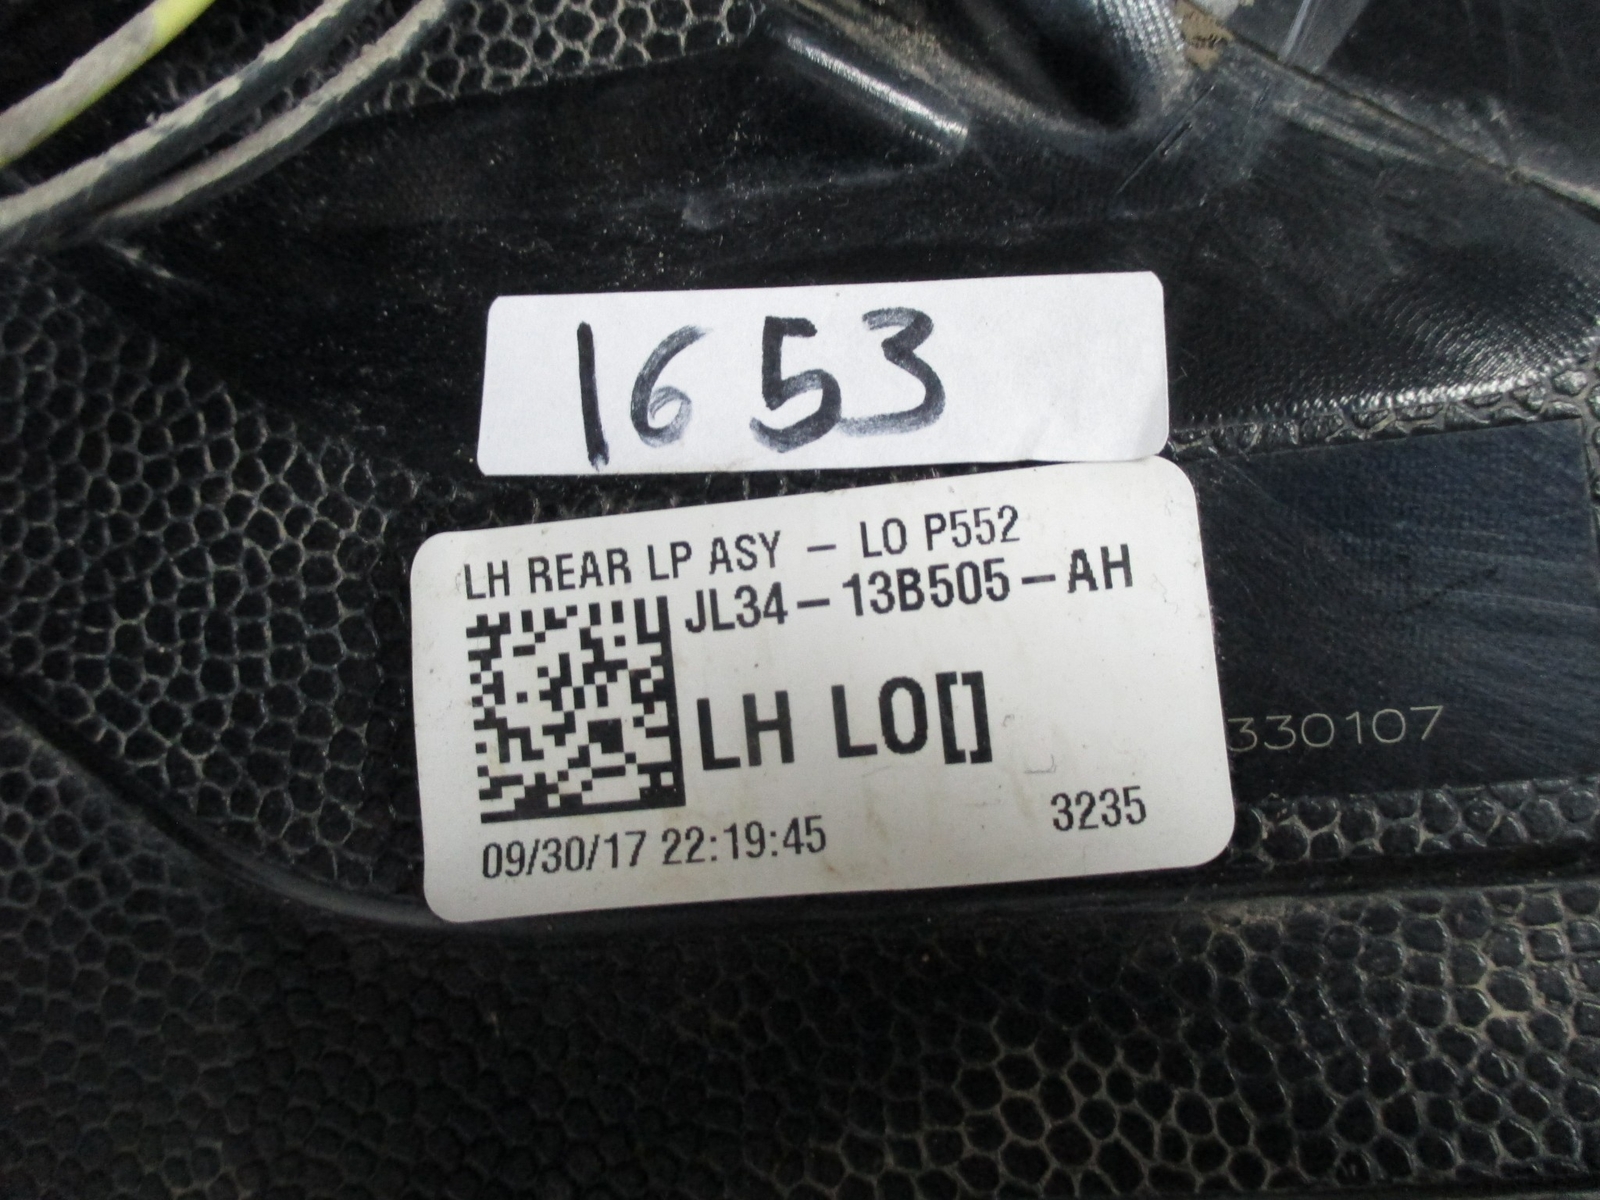 1653
LH REAR LP ASY - LO P552
JL34-13B505-AH
LH LO[]
330107
09/30/17 22:19:45 3235